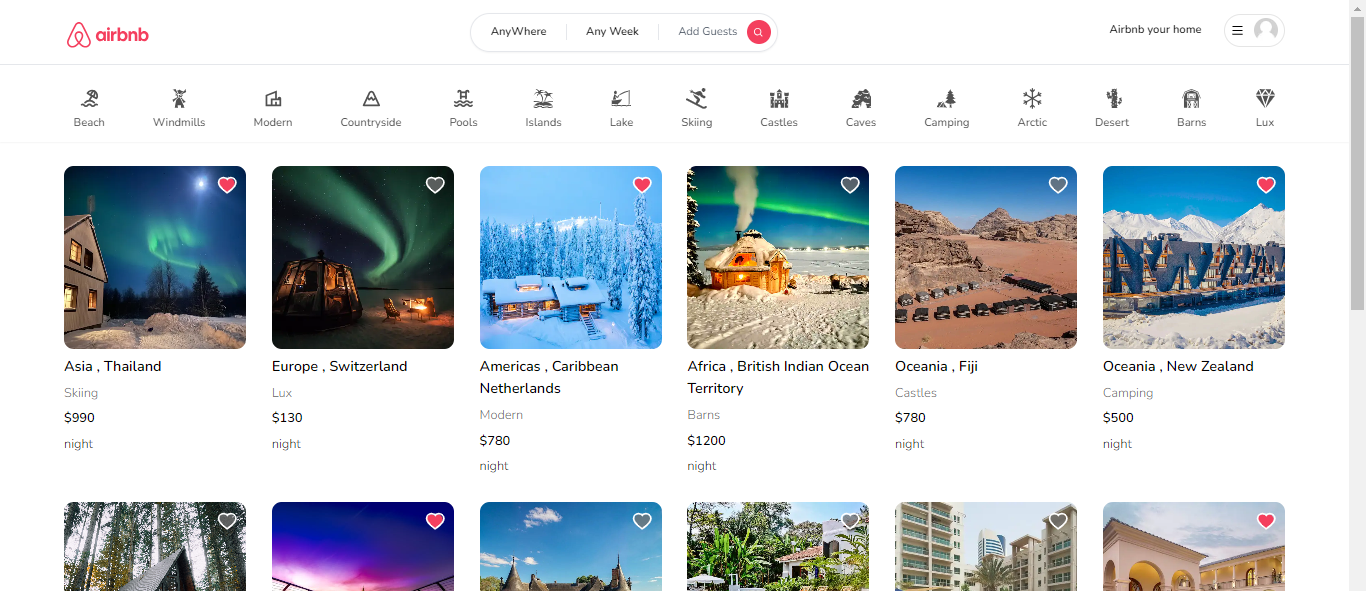 airbnb
AnyWhere Any Week Add Guests
Airbnb your home
Beach Windmills Modern Countryside Pools Islands Lake Skiing Castles Caves Camping Arctic Desert Barns Lux
Asia , Thailand
Skiing
$990
night
Europe , Switzerland
Lux
$130
night
Americas , Caribbean
Netherlands
Modern
$780
night
Africa , British Indian Ocean
Territory
Barns
$1200
night
Oceania , Fiji
Castles
$780
night
Oceania , New Zealand
Camping
$500
night